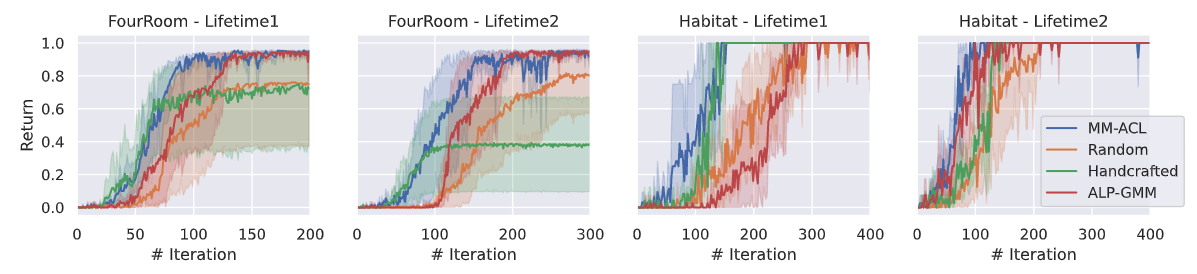 FourRoom - Lifetime1
FourRoom - Lifetime2
Habitat - Lifetime1
Habitat - Lifetime2
Return
1.0
0.8
0.6
0.4
0.2
0.0
0 50 100 150 200
0 100 200 300
0 100 200 300 400
0 100 200 300 400
# Iteration
# Iteration
# Iteration
# Iteration
MM-ACL
Random
Handcrafted
ALP-GMM